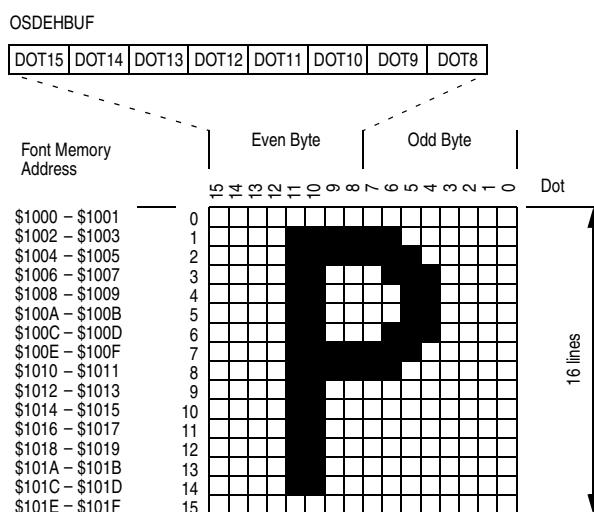 OSDEHBUF
DOT15 DOT14 DOT13 DOT12 DOT11 DOT10 DOT9 DOT8
Even Byte Odd Byte
Font Memory
Address
15 14 13 12 11 10 9 8 7 6 5 4 3 2 1 0 Dot
$1000 – $1001 0
$1002 – $1003 1
$1004 – $1005 2
$1006 – $1007 3
$1008 – $1009 4
$100A – $100B 5
$100C – $100D 6
$100E – $100F 7
$1010 – $1011 8
$1012 – $1013 9
$1014 – $1015 10
$1016 – $1017 11
$1018 – $1019 12
$101A – $101B 13
$101C – $101D 14
$101E – $101F 15
16 lines